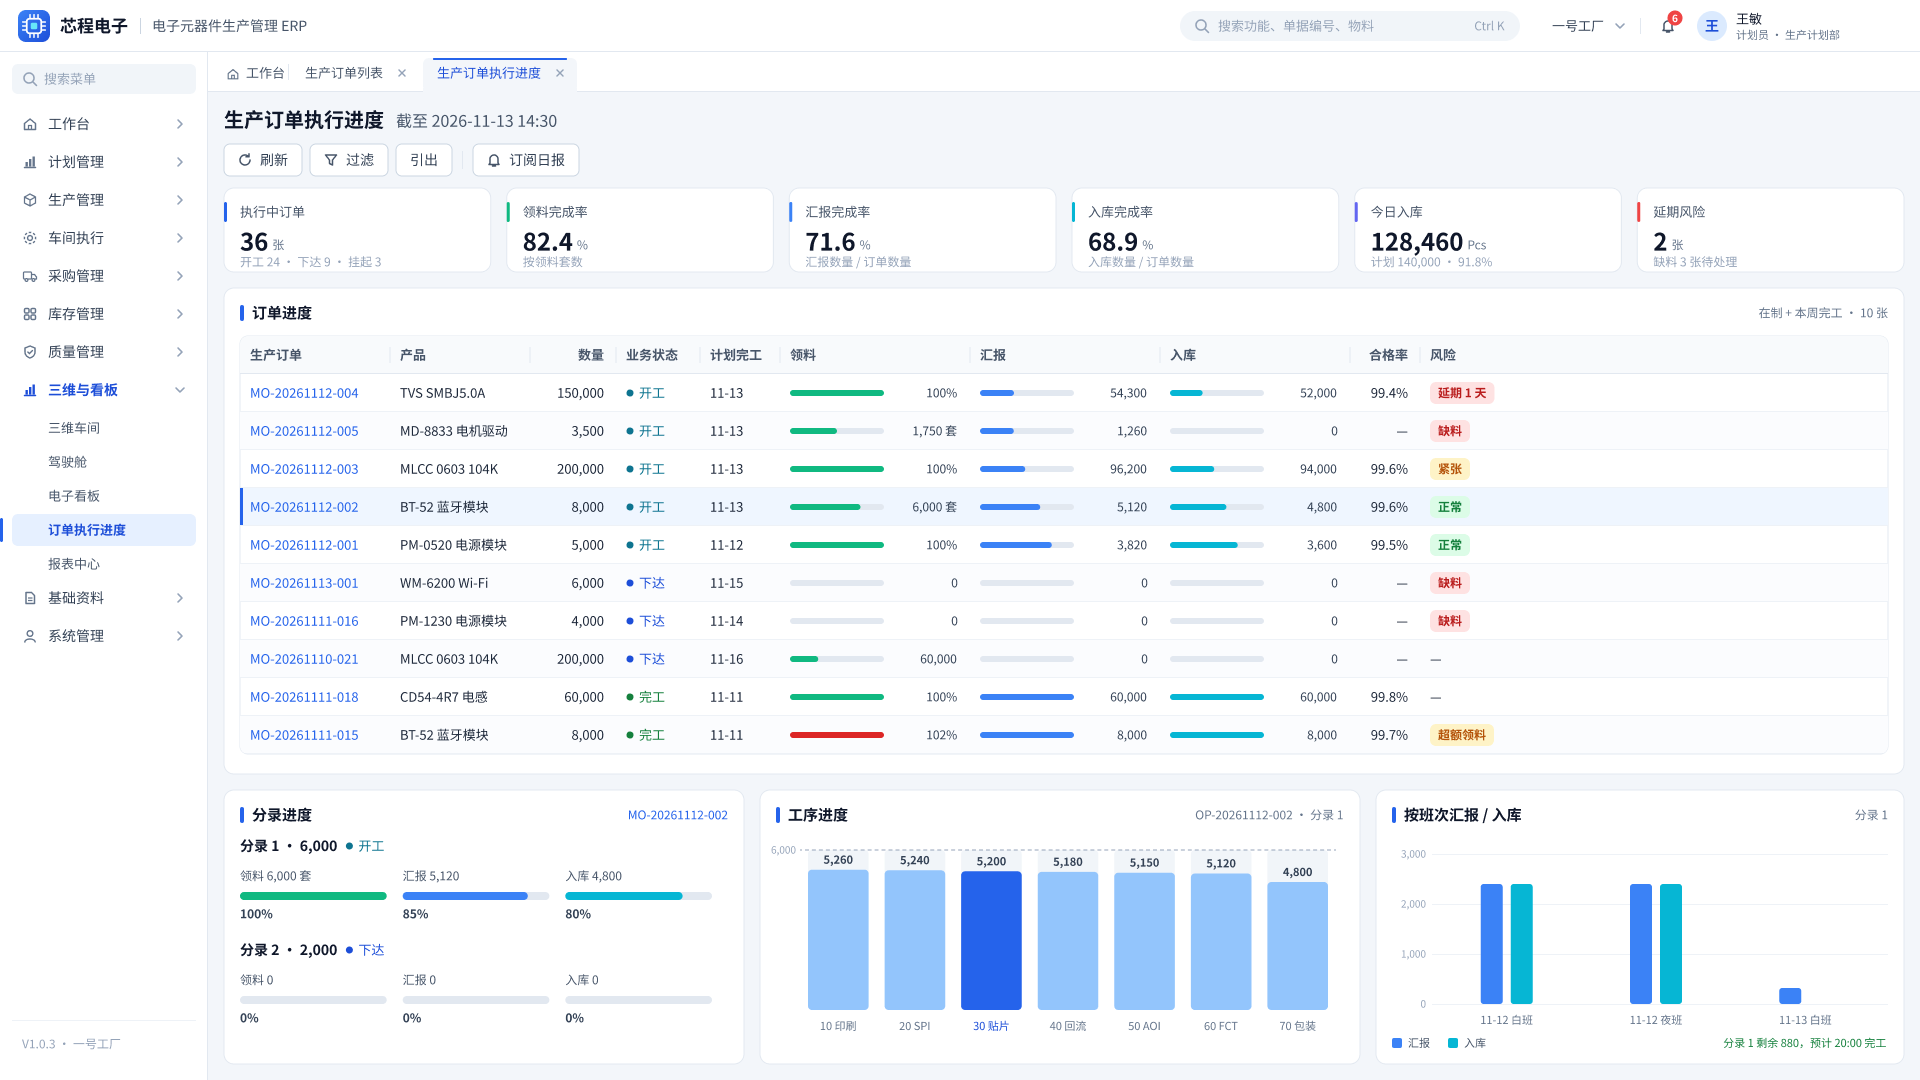 芯程电子 电子元器件生产管理 ERP 搜索功能、单据编号、物料 Ctrl K 一号工厂 6 王 王敏
计划员 · 生产计划部
搜索菜单
工作台
计划管理
生产管理
车间执行
采购管理
库存管理
质量管理
三维与看板
三维车间
驾驶舱
电子看板
订单执行进度
报表中心
基础资料
系统管理
V1.0.3 · 一号工厂
工作台 生产订单列表 生产订单执行进度
生产订单执行进度 截至 2026-11-13 14:30
刷新 过滤 引出 订阅日报
执行中订单
36 张
开工 24 · 下达 9 · 挂起 3
领料完成率
82.4 %
按领料套数
汇报完成率
71.6 %
汇报数量 / 订单数量
入库完成率
68.9 %
入库数量 / 订单数量
今日入库
128,460 Pcs
计划 140,000 · 91.8%
延期风险
2 张
缺料 3 张待处理
订单进度 在制 + 本周完工 · 10 张
生产订单 产品 数量 业务状态 计划完工 领料 汇报 入库 合格率 风险
MO-20261112-004 TVS SMBJ5.0A 150,000 开工 11-13 100% 54,300 52,000 99.4% 延期 1 天
MO-20261112-005 MD-8833 电机驱动 3,500 开工 11-13 1,750 套 1,260 0 — 缺料
MO-20261112-003 MLCC 0603 104K 200,000 开工 11-13 100% 96,200 94,000 99.6% 紧张
MO-20261112-002 BT-52 蓝牙模块 8,000 开工 11-13 6,000 套 5,120 4,800 99.6% 正常
MO-20261112-001 PM-0520 电源模块 5,000 开工 11-12 100% 3,820 3,600 99.5% 正常
MO-20261113-001 WM-6200 Wi-Fi 6,000 下达 11-15 0 0 0 — 缺料
MO-20261111-016 PM-1230 电源模块 4,000 下达 11-14 0 0 0 — 缺料
MO-20261110-021 MLCC 0603 104K 200,000 下达 11-16 60,000 0 0 — —
MO-20261111-018 CD54-4R7 电感 60,000 完工 11-11 100% 60,000 60,000 99.8% —
MO-20261111-015 BT-52 蓝牙模块 8,000 完工 11-11 102% 8,000 8,000 99.7% 超额领料
分录进度 MO-20261112-002
分录 1 · 6,000 开工
领料 6,000 套 汇报 5,120 入库 4,800
100% 85% 80%
分录 2 · 2,000 下达
领料 0 汇报 0 入库 0
0% 0% 0%
工序进度 OP-20261112-002 · 分录 1
6,000
5,260 5,240 5,200 5,180 5,150 5,120 4,800
10 印刷 20 SPI 30 贴片 40 回流 50 AOI 60 FCT 70 包装
按班次汇报 / 入库 分录 1
3,000
2,000
1,000
0
11-12 白班 11-12 夜班 11-13 白班
汇报 入库 分录 1 剩余 880，预计 20:00 完工